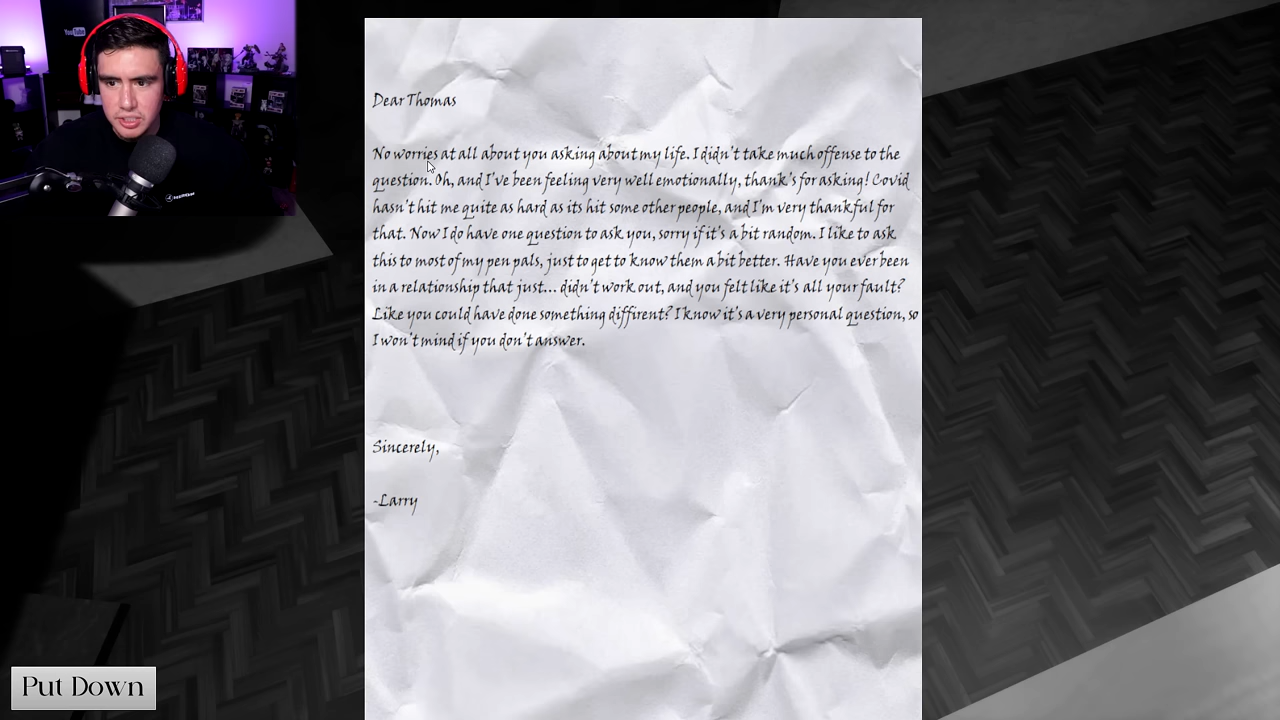 You
Dear Thomas
No worries at all about you asking about my life. I didn't take much offense to the
question. Oh, and I've been feeling very well emotionally, thank's for asking! Covid
hasn't hit me quite as hard as its hit some other people, and I'm very thankful for
that. Now I do have one question to ask you, sorry if it's a bit random. I like to ask
this to most of my pen pals, just to get to know them a bit better. Have you ever been
in a relationship that just... didn't work out, and you felt like it's all your fault?
Like you could have done something diffirent? I know it's a very personal question, so
I won't mind if you don't answer.
Sincerely,
-Larry
Put Down